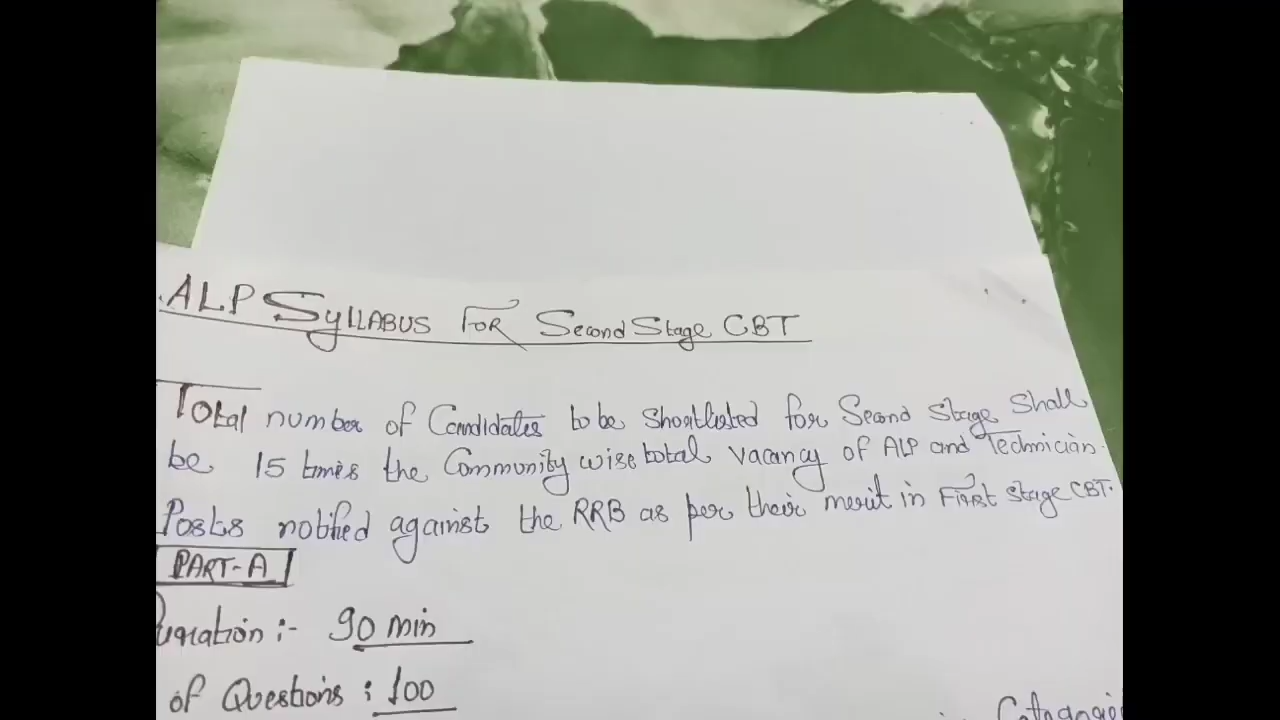 ALP SYLLABUS FOR Second Stage CBT
Total number of Candidates to be Shortlisted for Second Stage Shall
be 15 times the Community wise total vacancy of ALP and Technician.
Posts notified against the RRB as per their merit in First Stage CBT.
PART-A
Duration :- 90 min
of Questions : 100